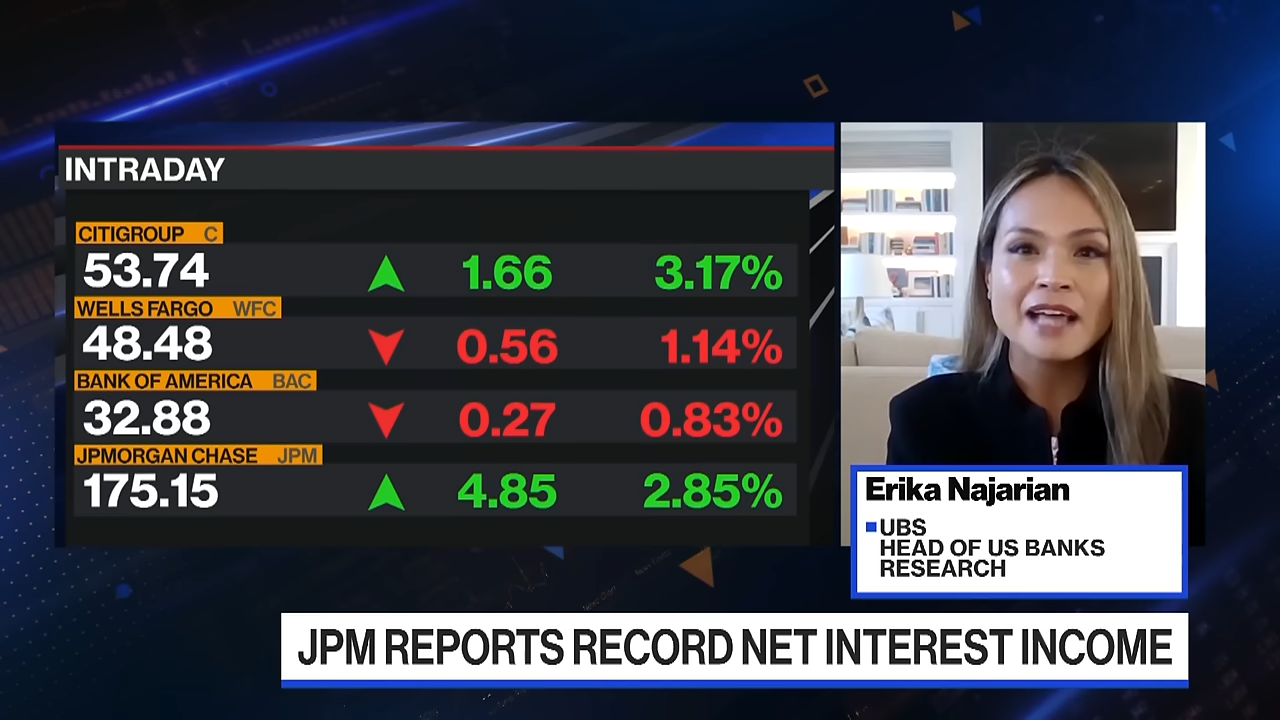 INTRADAY
CITIGROUP C
53.74 1.66 3.17%
WELLS FARGO WFC
48.48 0.56 1.14%
BANK OF AMERICA BAC
32.88 0.27 0.83%
JPMORGAN CHASE JPM
175.15 4.85 2.85%
Erika Najarian
UBS
HEAD OF US BANKS
RESEARCH
JPM REPORTS RECORD NET INTEREST INCOME